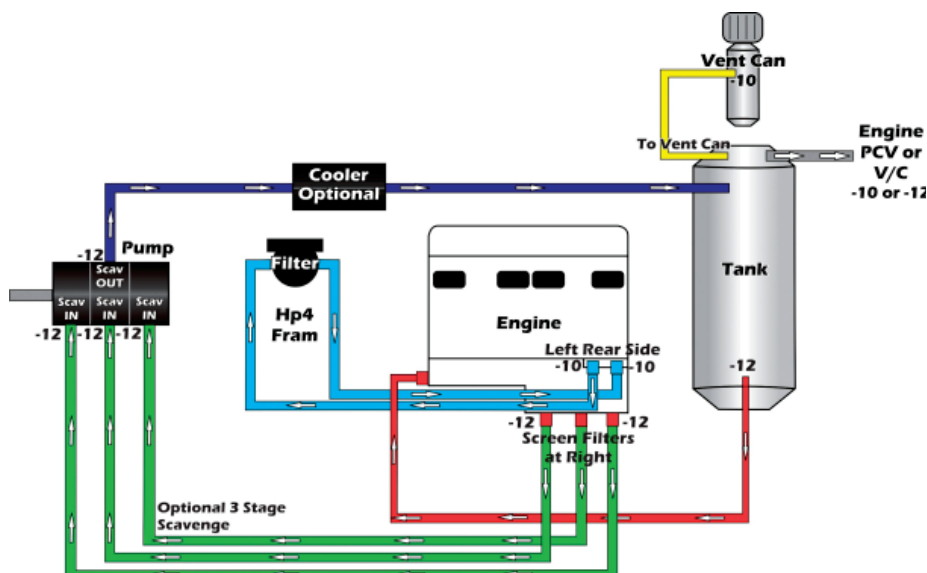 Vent Can
-10
To Vent Can
Engine
PCV or
V/C
-10 or -12
Cooler
Optional
-12
Pump
Scav
OUT
Scav
IN
Scav
IN
Scav
IN
-12
-12
-12
Filter
Hp4
Fram
Engine
Tank
Left Rear Side
-10
-10
-12
-12
-12
Screen Filters
at Right
Optional 3 Stage
Scavenge